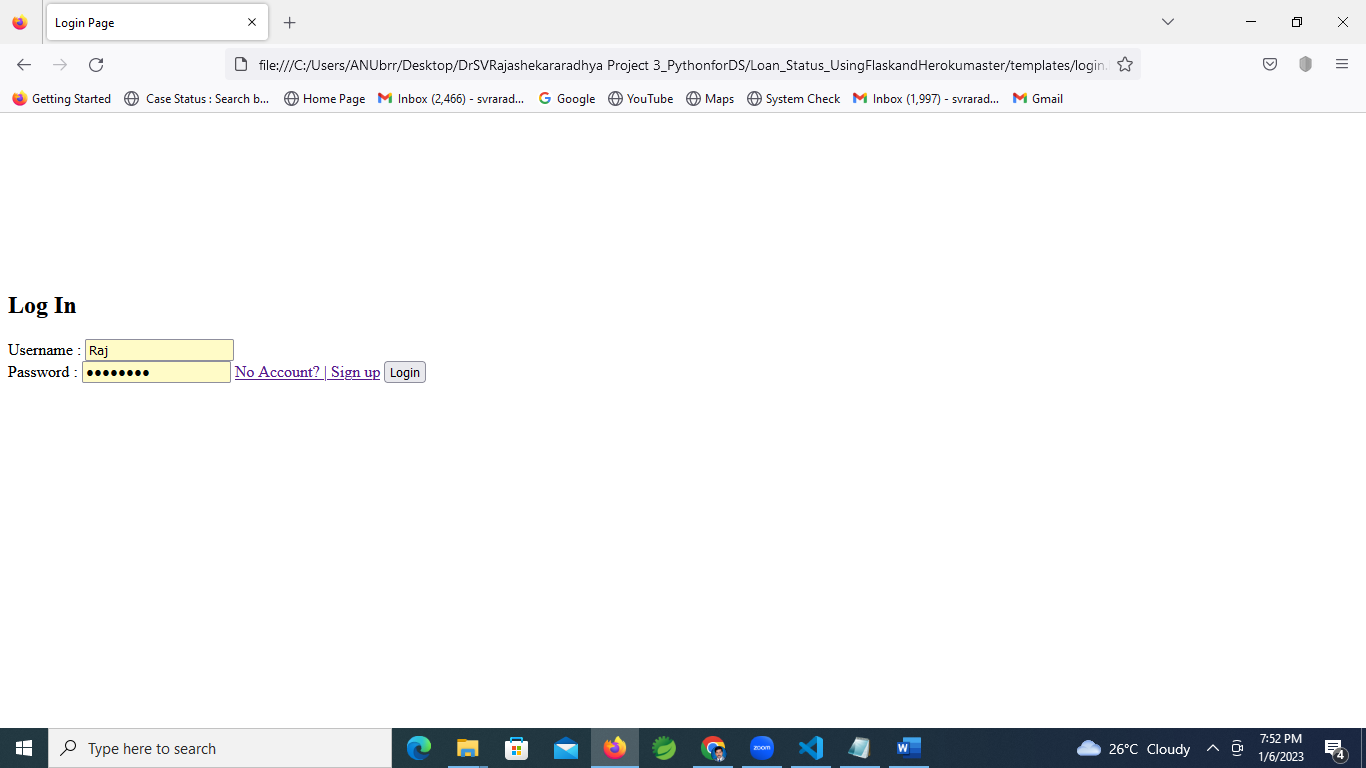 Login Page
file:///C:/Users/ANUbrr/Desktop/DrSVRajashekararadhya Project 3_PythonforDS/Loan_Status_UsingFlaskandHerokumaster/templates/login.
Getting Started Case Status : Search b... Home Page Inbox (2,466) - svrarad... Google YouTube Maps System Check Inbox (1,997) - svrarad... Gmail
Log In
Username : Raj
Password : ●●●●●●●● No Account? | Sign up Login
Type here to search zoom 26°C Cloudy 7:52 PM
1/6/2023 4